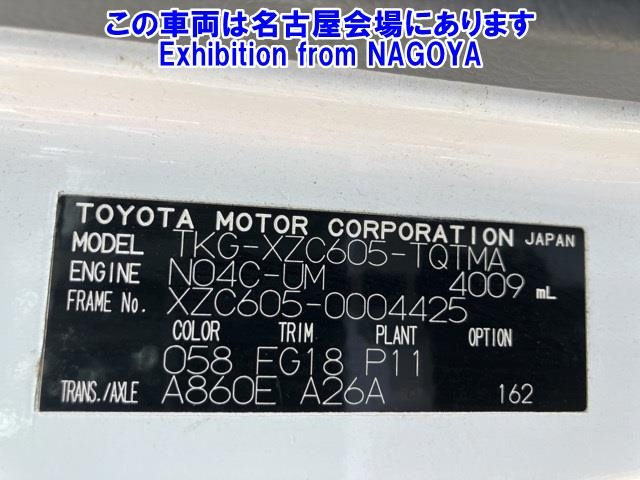 この車両は名古屋会場にあります
Exhibition from NAGOYA
TOYOTA MOTOR CORPORATION JAPAN
MODEL TKG-XZC605-TQTMA
ENGINE N04C-UM 4009 mL
FRAME No. XZC605-0004425
COLOR TRIM PLANT OPTION
058 FG18 P11
TRANS./AXLE A860E A26A 162